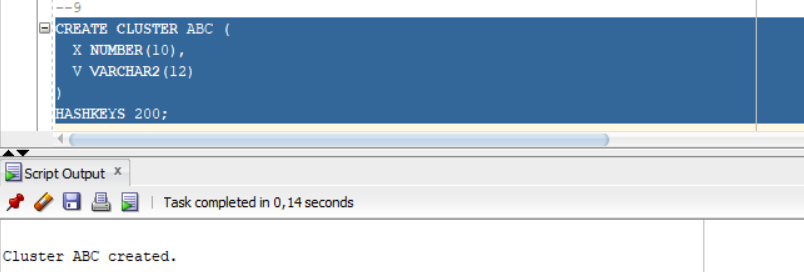 --9
CREATE CLUSTER ABC (
X NUMBER(10),
V VARCHAR2(12)
)
HASHKEYS 200;
Script Output x
Task completed in 0,14 seconds
Cluster ABC created.